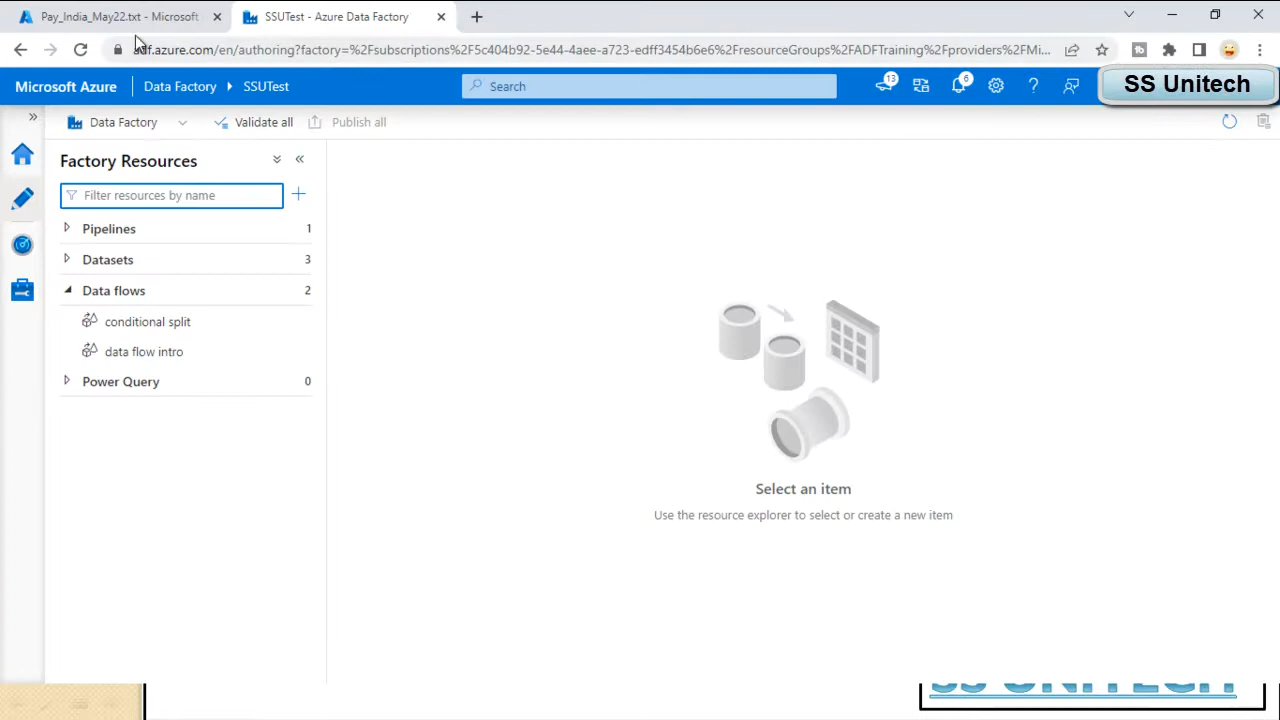 Pay_India_May22.txt - Microsoft
SSUTest - Azure Data Factory
adf.azure.com/en/authoring?factory=%2Fsubscriptions%2F5c404b92-5e44-4aee-a723-edff3454b6e6%2FresourceGroups%2FADFTraining%2Fproviders%2FMi...
Microsoft Azure
Data Factory
SSUTest
Search
13
6
SS Unitech
Data Factory
Validate all
Publish all
Factory Resources
Filter resources by name
Pipelines 1
Datasets 3
Data flows 2
conditional split
data flow intro
Power Query 0
Select an item
Use the resource explorer to select or create a new item
SS UNITECH